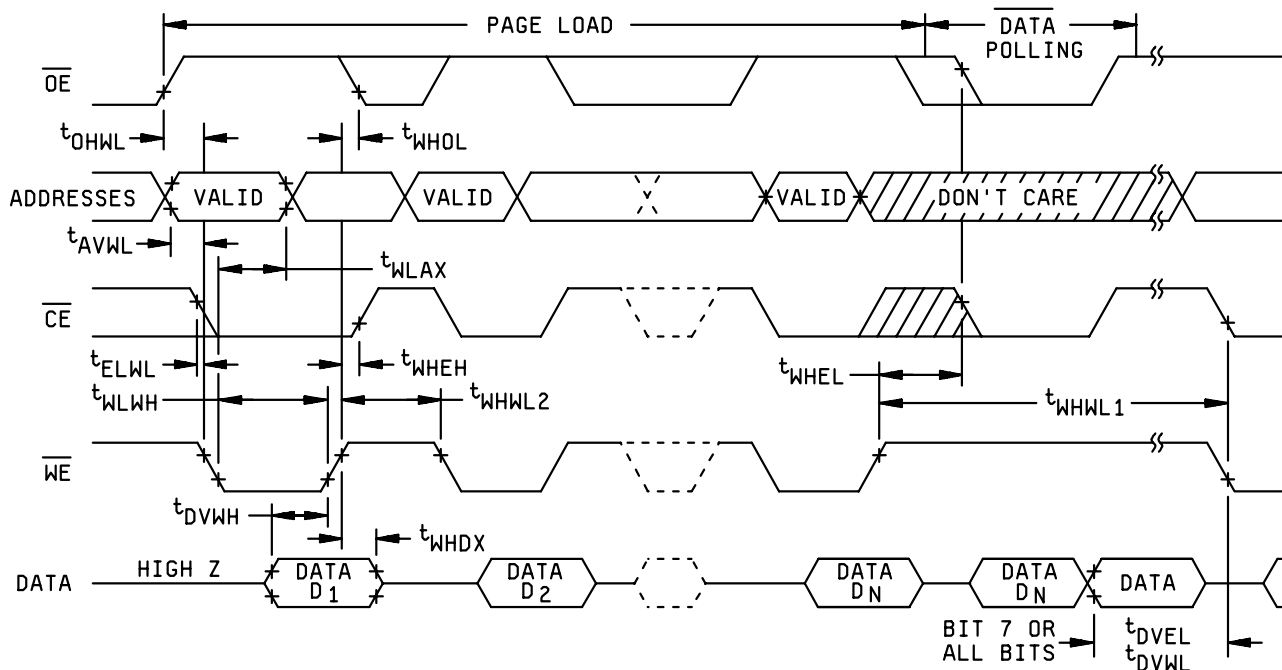 PAGE LOAD
DATA
POLLING
OE
tOHWL
tWHOL
ADDRESSES
VALID
VALID
VALID
DON'T CARE
tAVWL
tWLAX
CE
tELWL
tWHEH
tWHEL
tWLWH
tWHWL2
tWHWL1
WE
tDVWH
tWHDX
HIGH Z
DATA
DATA
D1
DATA
D2
DATA
DN
DATA
DN
DATA
BIT 7 OR
ALL BITS
tDVEL
tDVWL